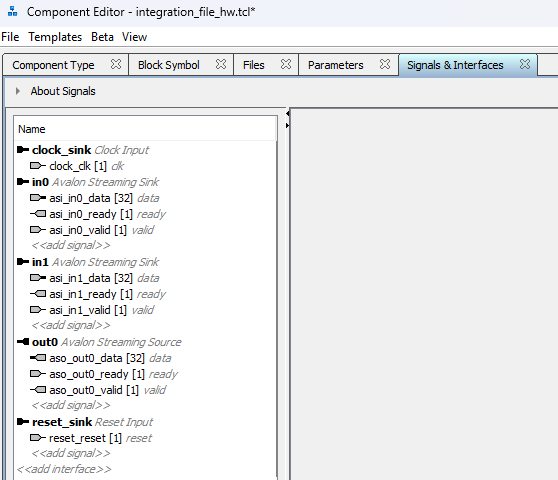 Component Editor - integration_file_hw.tcl*
File Templates Beta View
Component Type Block Symbol Files Parameters Signals & Interfaces
About Signals
Name
clock_sink Clock Input
clock_clk [1] clk
in0 Avalon Streaming Sink
asi_in0_data [32] data
asi_in0_ready [1] ready
asi_in0_valid [1] valid
<<add signal>>
in1 Avalon Streaming Sink
asi_in1_data [32] data
asi_in1_ready [1] ready
asi_in1_valid [1] valid
<<add signal>>
out0 Avalon Streaming Source
aso_out0_data [32] data
aso_out0_ready [1] ready
aso_out0_valid [1] valid
<<add signal>>
reset_sink Reset Input
reset_reset [1] reset
<<add signal>>
<<add interface>>